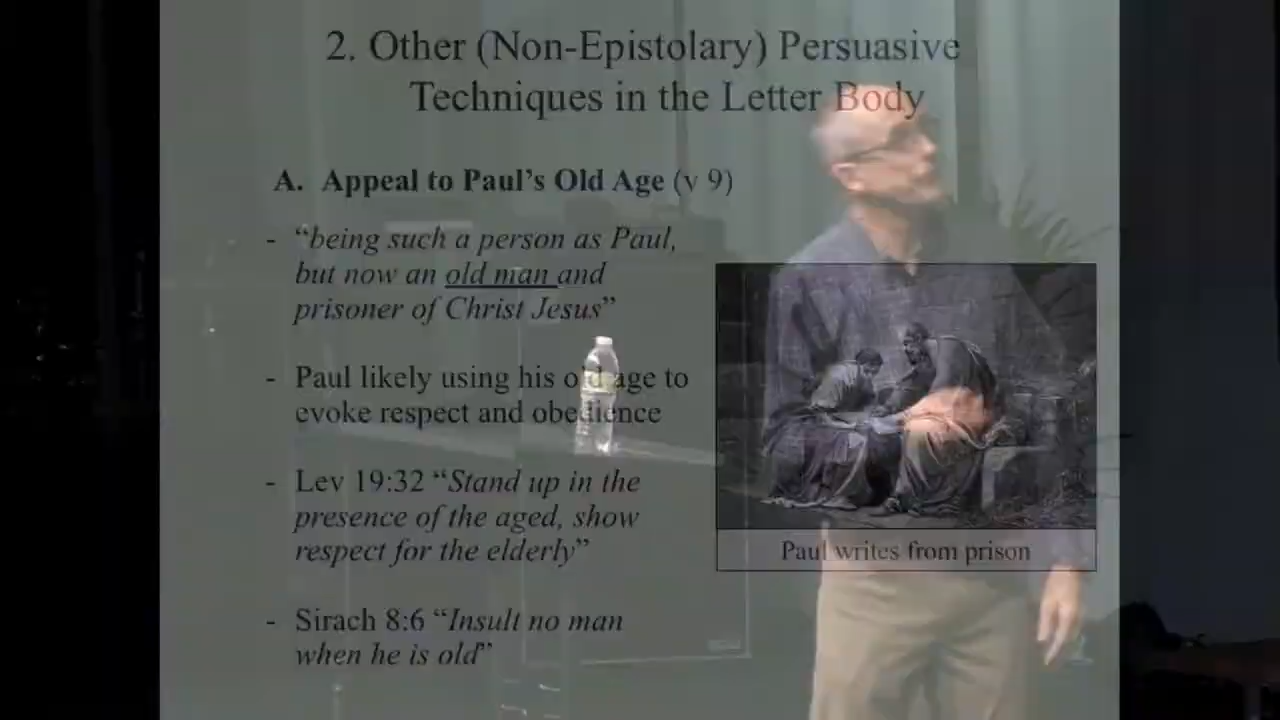 2. Other (Non-Epistolary) Persuasive
Techniques in the Letter Body
A. Appeal to Paul's Old Age (v 9)
- “being such a person as Paul,
but now an old man and
prisoner of Christ Jesus”
- Paul likely using his old age to
evoke respect and obedience
- Lev 19:32 “Stand up in the
presence of the aged, show
respect for the elderly”
- Sirach 8:6 “Insult no man
when he is old”
Paul writes from prison